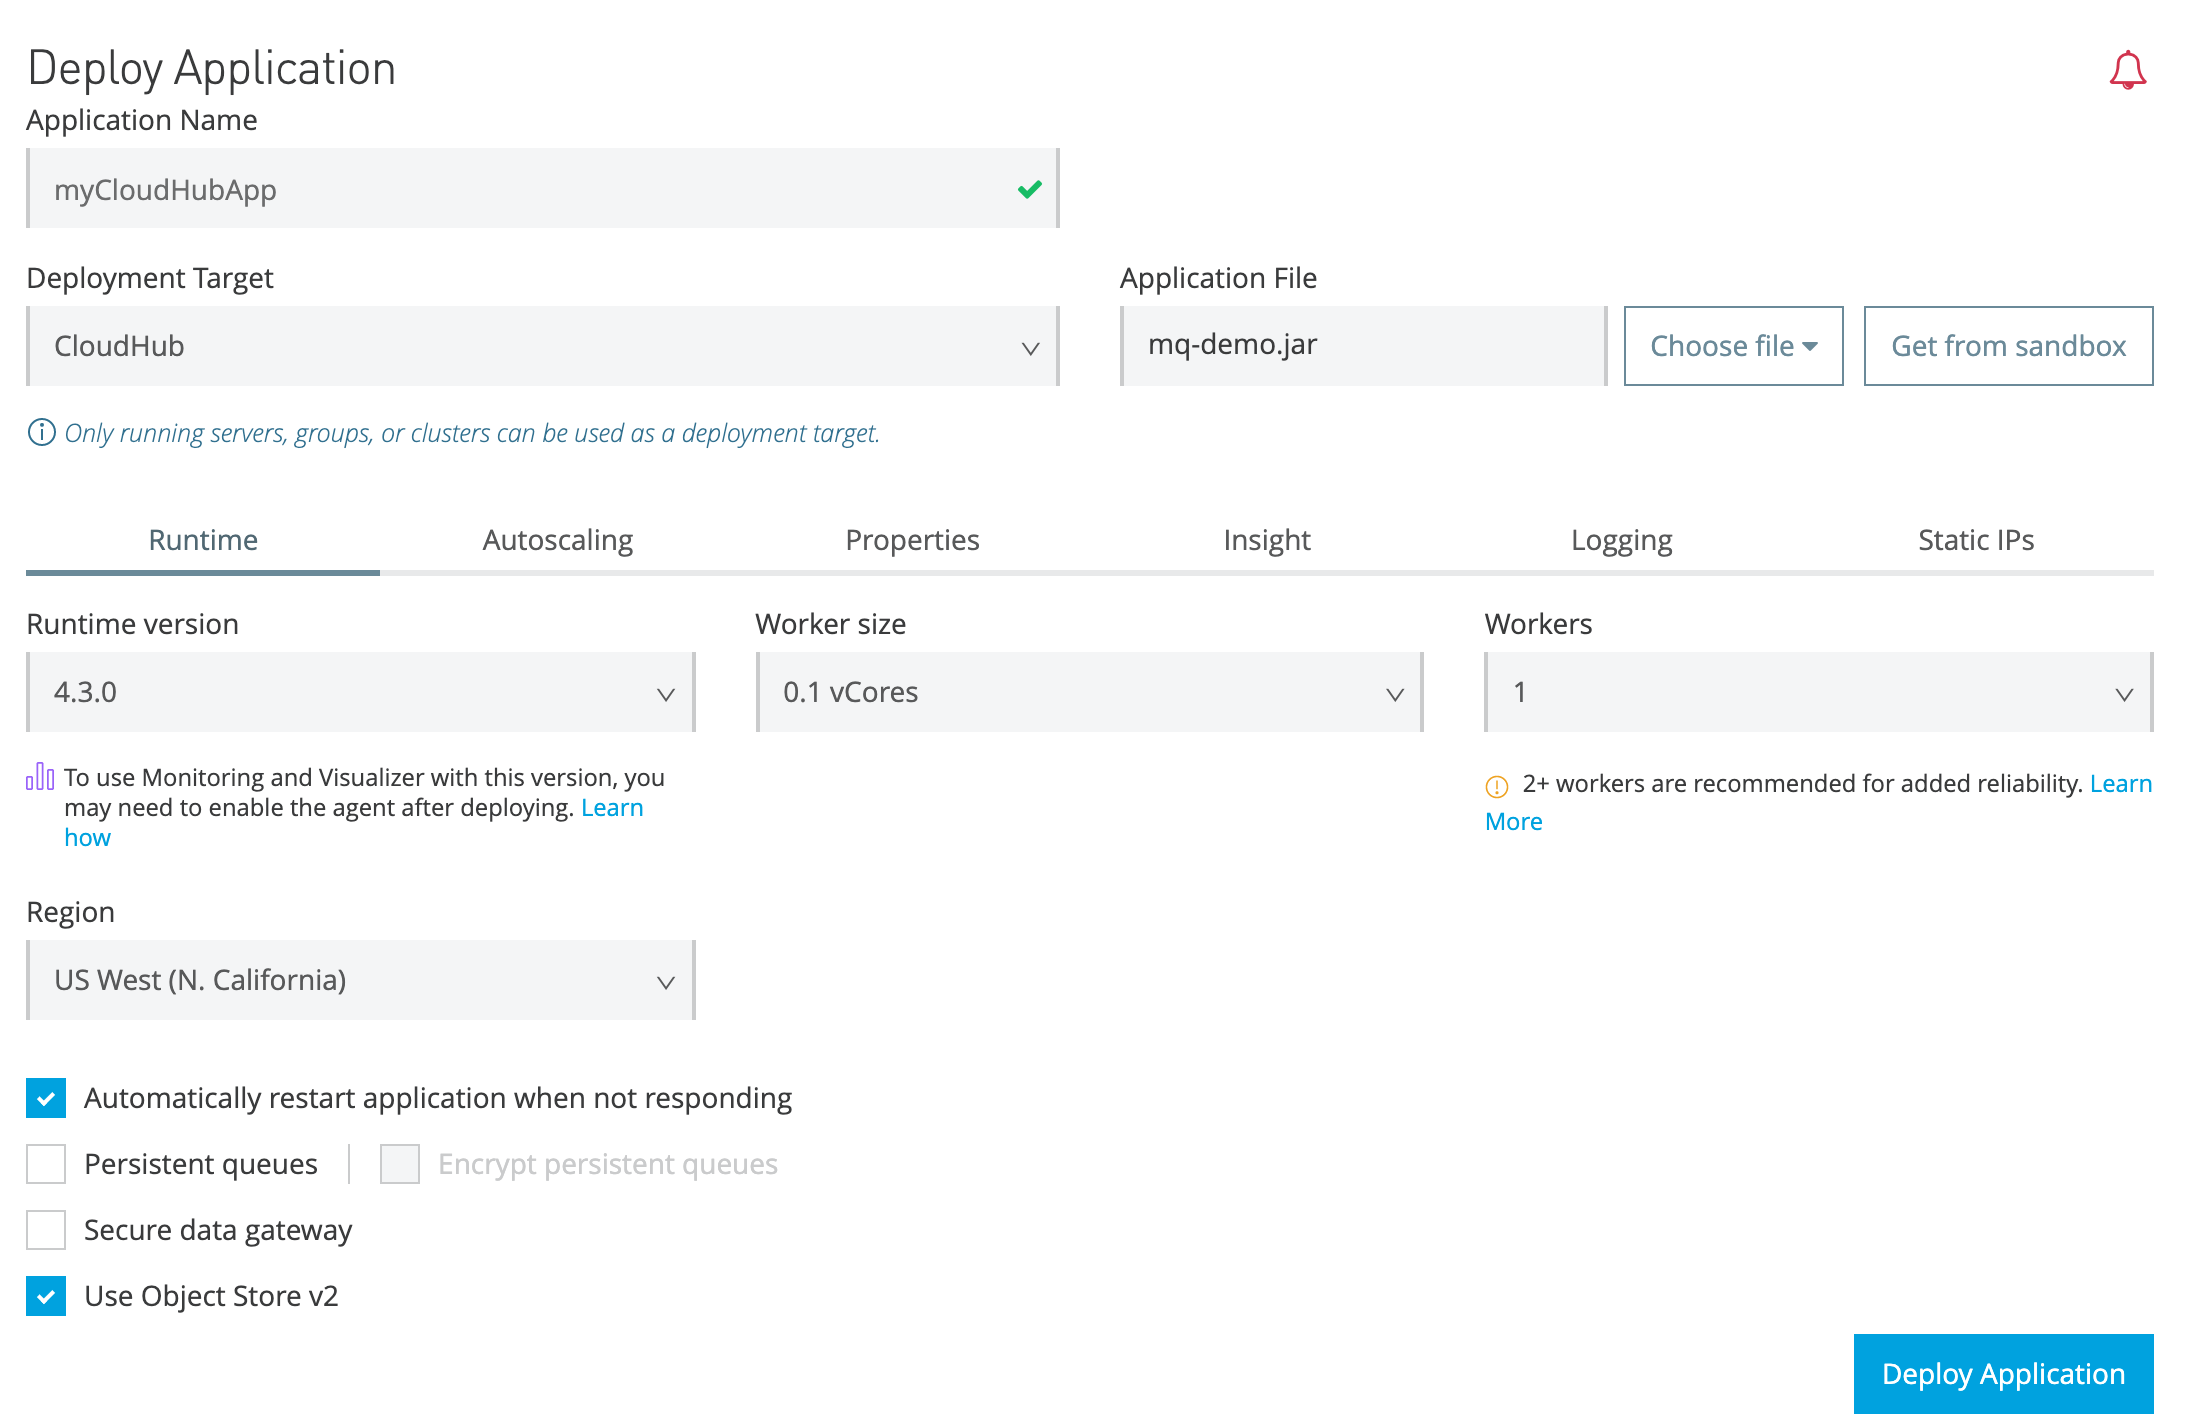 Deploy Application
Application Name
myCloudHubApp
Deployment Target
Application File
CloudHub
mq-demo.jar
Choose file
Get from sandbox
Only running servers, groups, or clusters can be used as a deployment target.
Runtime
Autoscaling
Properties
Insight
Logging
Static IPs
Runtime version
Worker size
Workers
4.3.0
0.1 vCores
1
To use Monitoring and Visualizer with this version, you
may need to enable the agent after deploying. Learn
how
2+ workers are recommended for added reliability. Learn
More
Region
US West (N. California)
Automatically restart application when not responding
Persistent queues
Encrypt persistent queues
Secure data gateway
Use Object Store v2
Deploy Application